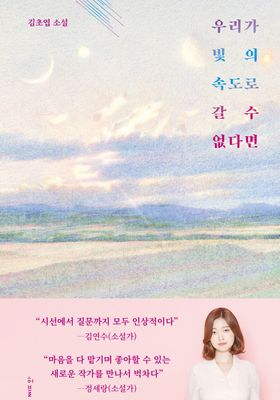 김초엽 소설
우리가
빛의
속도로
갈 수
없다면
“시선에서 질문까지 모두 인상적이다”
—김연수(소설가)
“마음을 다 맡기며 좋아할 수 있는
새로운 작가를 만나서 벅차다”
—정세랑(소설가)
허블